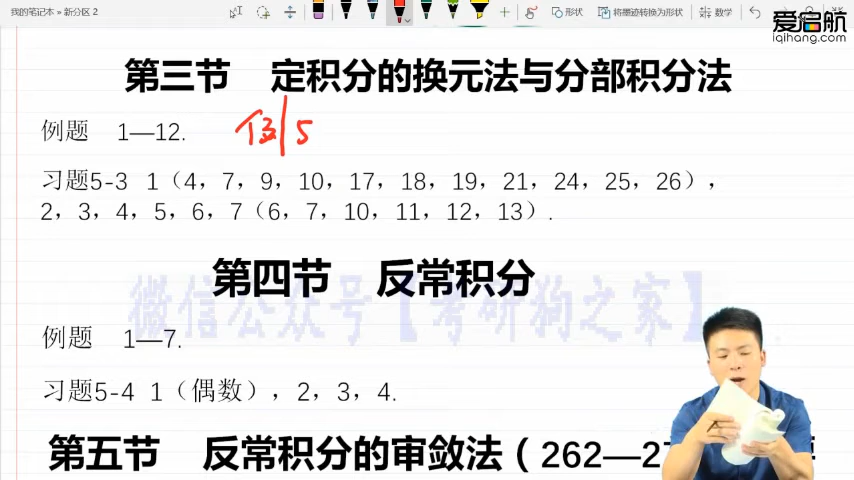 我的笔记本 » 新分区 2
形状 将墨迹转换为形状 数学
爱启航
iqihang.com
第三节 定积分的换元法与分部积分法
例题 1—12. 例5
习题5-3 1（4，7，9，10，17，18，19，21，24，25，26），
2，3，4，5，6，7（6，7，10，11，12，13）.
第四节 反常积分
微信公众号【考研狗之家】
例题 1—7.
习题5-4 1（偶数），2，3，4.
第五节 反常积分的审敛法（262—2